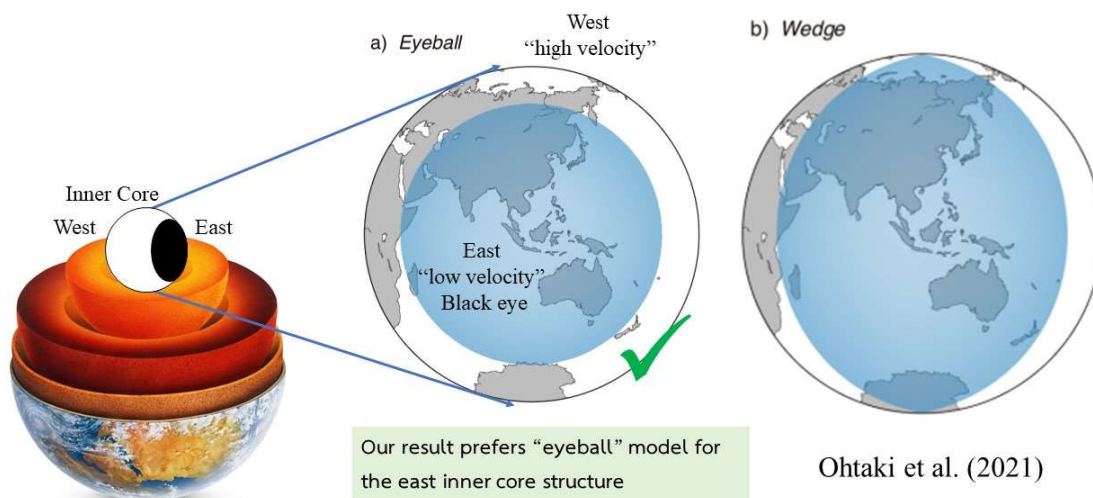 a) Eyeball
West
“high velocity”
b) Wedge
Inner Core
West
East
East
“low velocity”
Black eye
Our result prefers “eyeball” model for
the east inner core structure
Ohtaki et al. (2021)